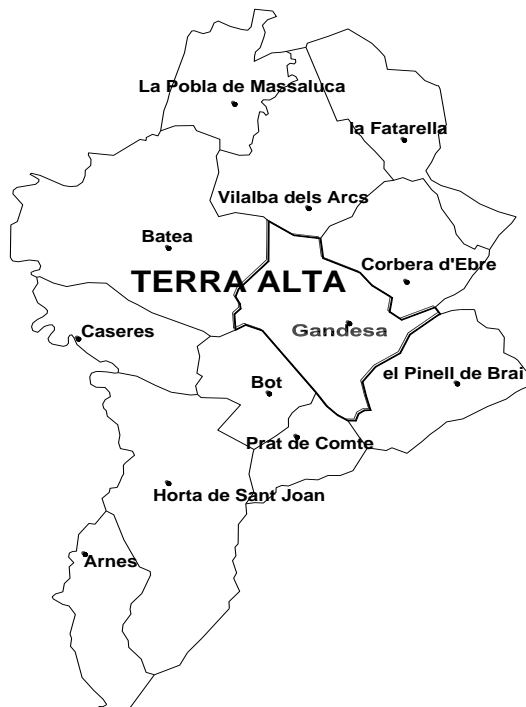 La Pobla de Massaluca
la Fatarella
Vilalba dels Arcs
Batea
Corbera d'Ebre
TERRA ALTA
Caseres
Gandesa
el Pinell de Brai
Bot
Prat de Comte
Horta de Sant Joan
Arnes